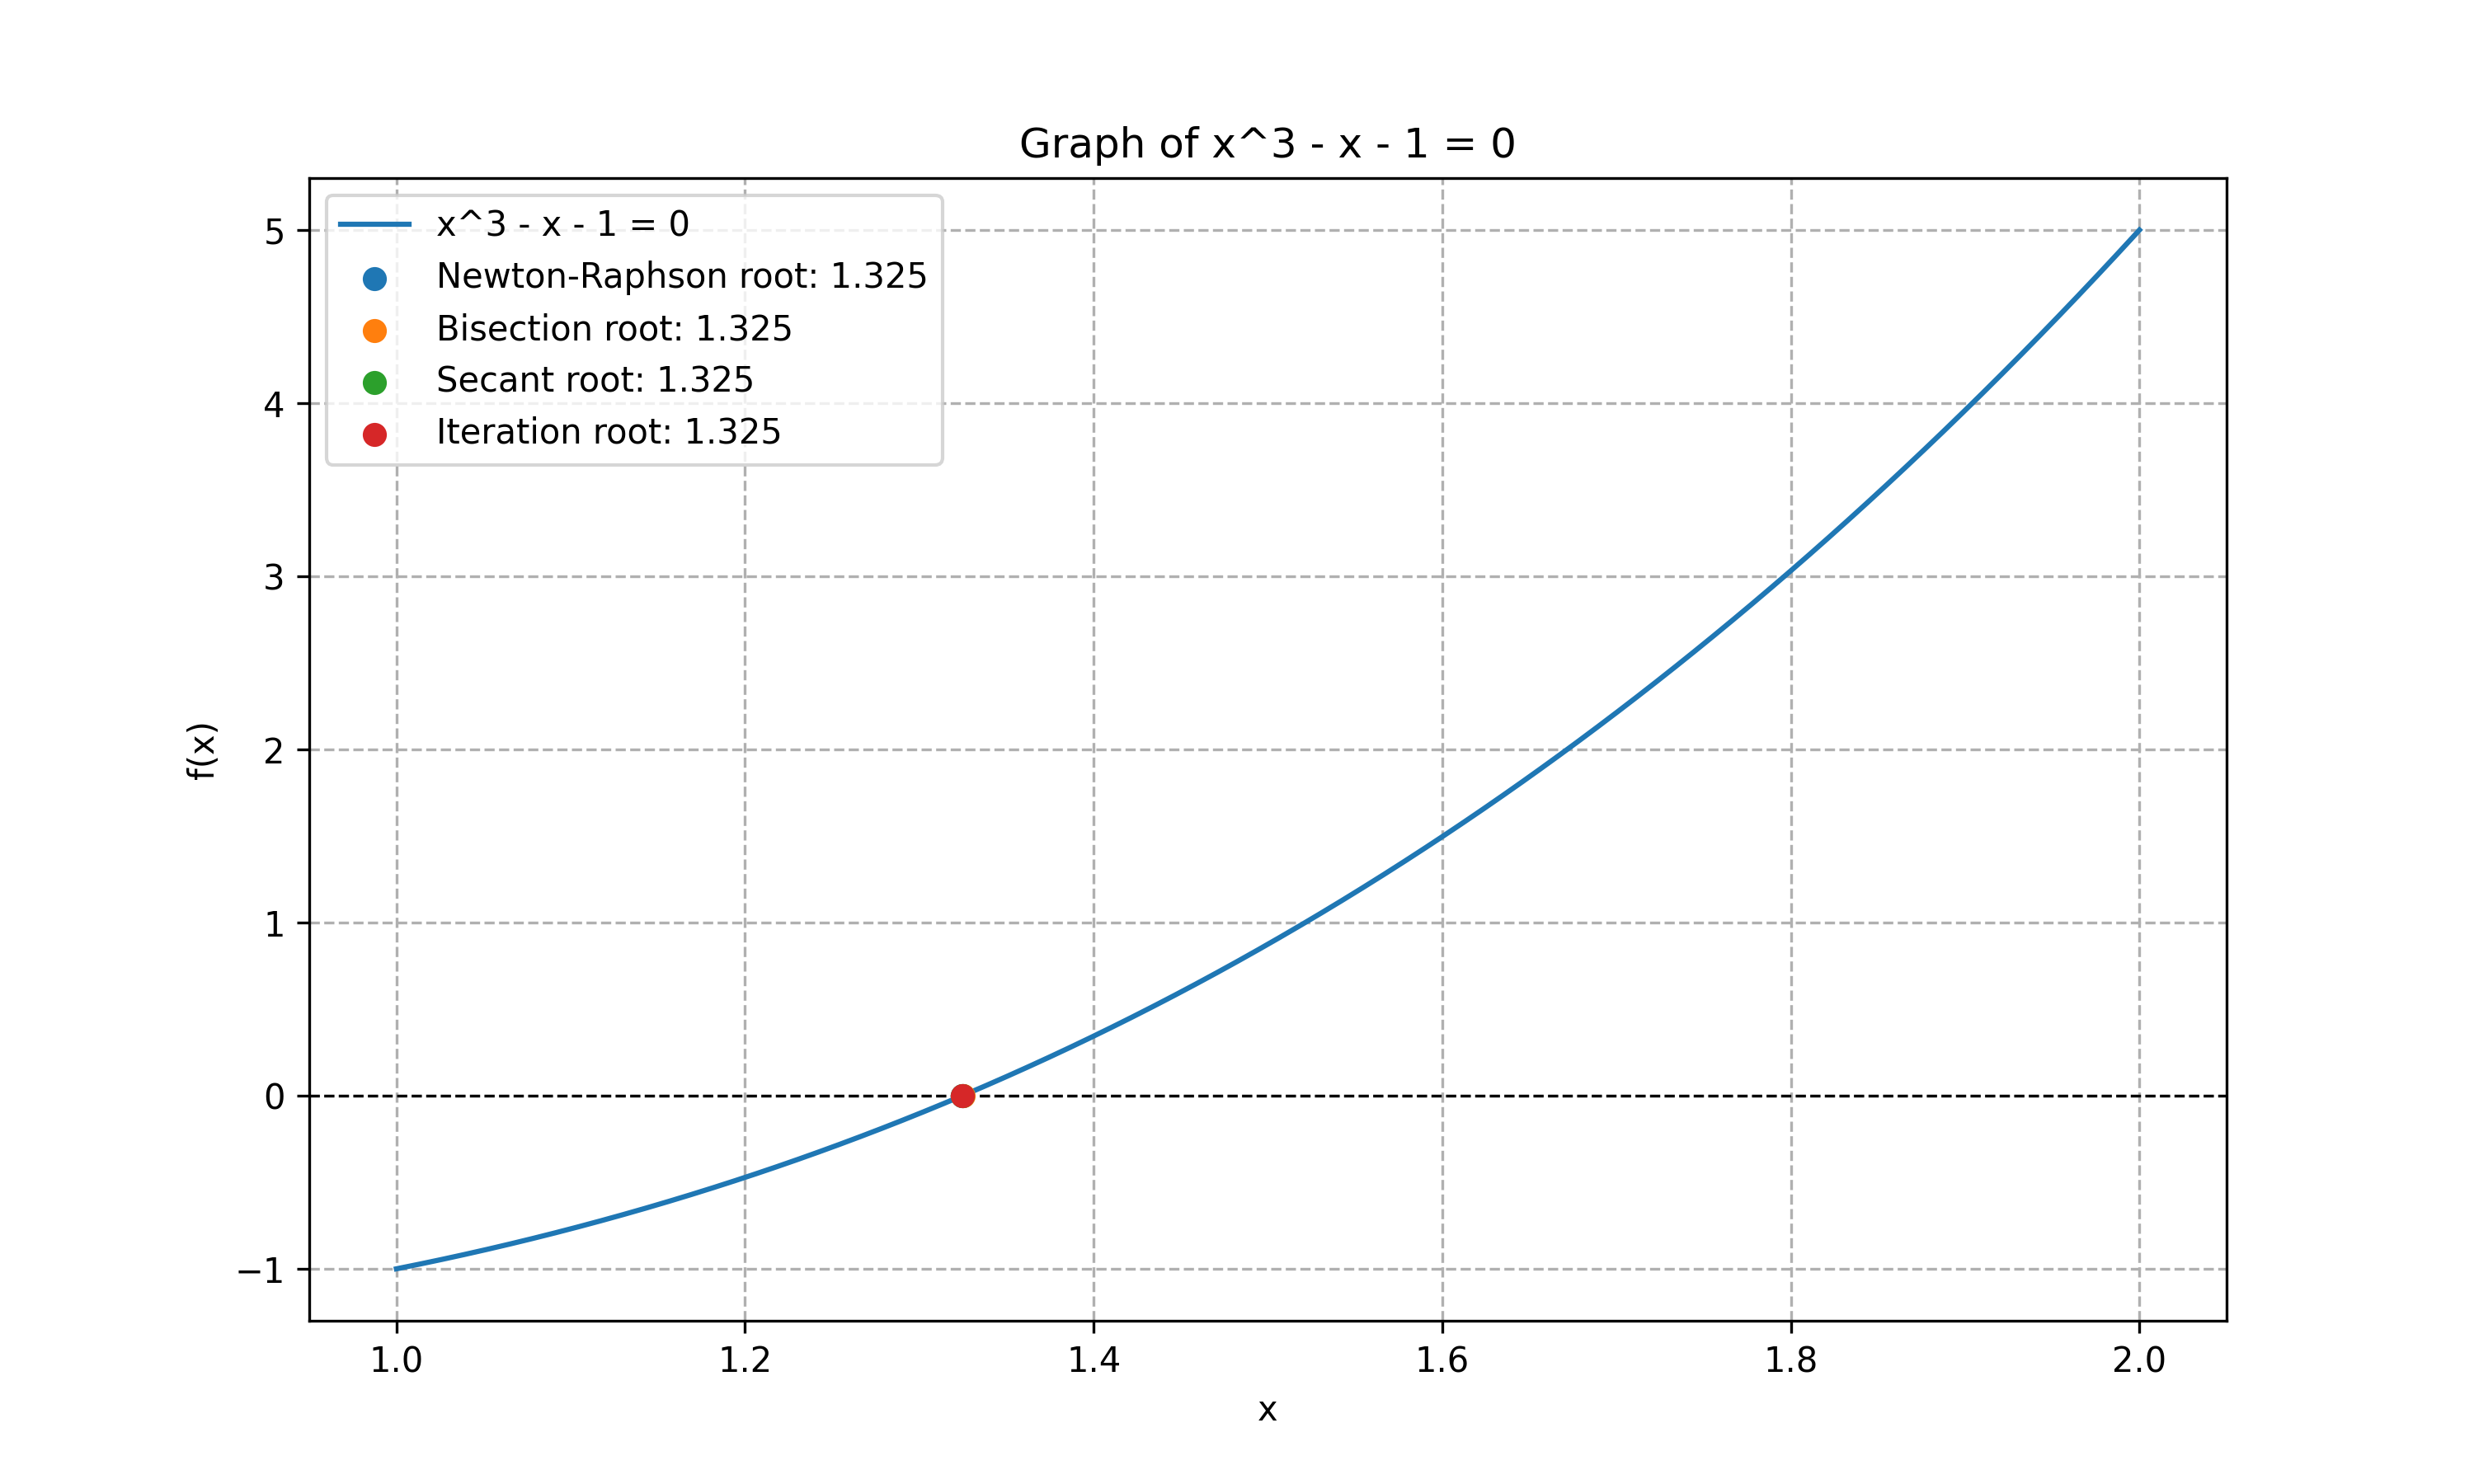 Graph of x^3 - x - 1 = 0
x^3 - x - 1 = 0
Newton-Raphson root: 1.325
Bisection root: 1.325
Secant root: 1.325
Iteration root: 1.325
5
4
3
2
1
0
−1
f(x)
1.0 1.2 1.4 1.6 1.8 2.0
x